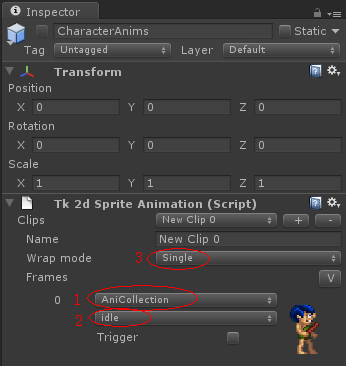 Inspector
CharacterAnims Static
Tag Untagged Layer Default
Transform
Position
X 0 Y 0 Z 0
Rotation
X 0 Y 0 Z 0
Scale
X 1 Y 1 Z 1
Tk 2d Sprite Animation (Script)
Clips New Clip 0 + -
Name New Clip 0
Wrap mode 3 Single
Frames V
0 1 AniCollection
2 idle
Trigger